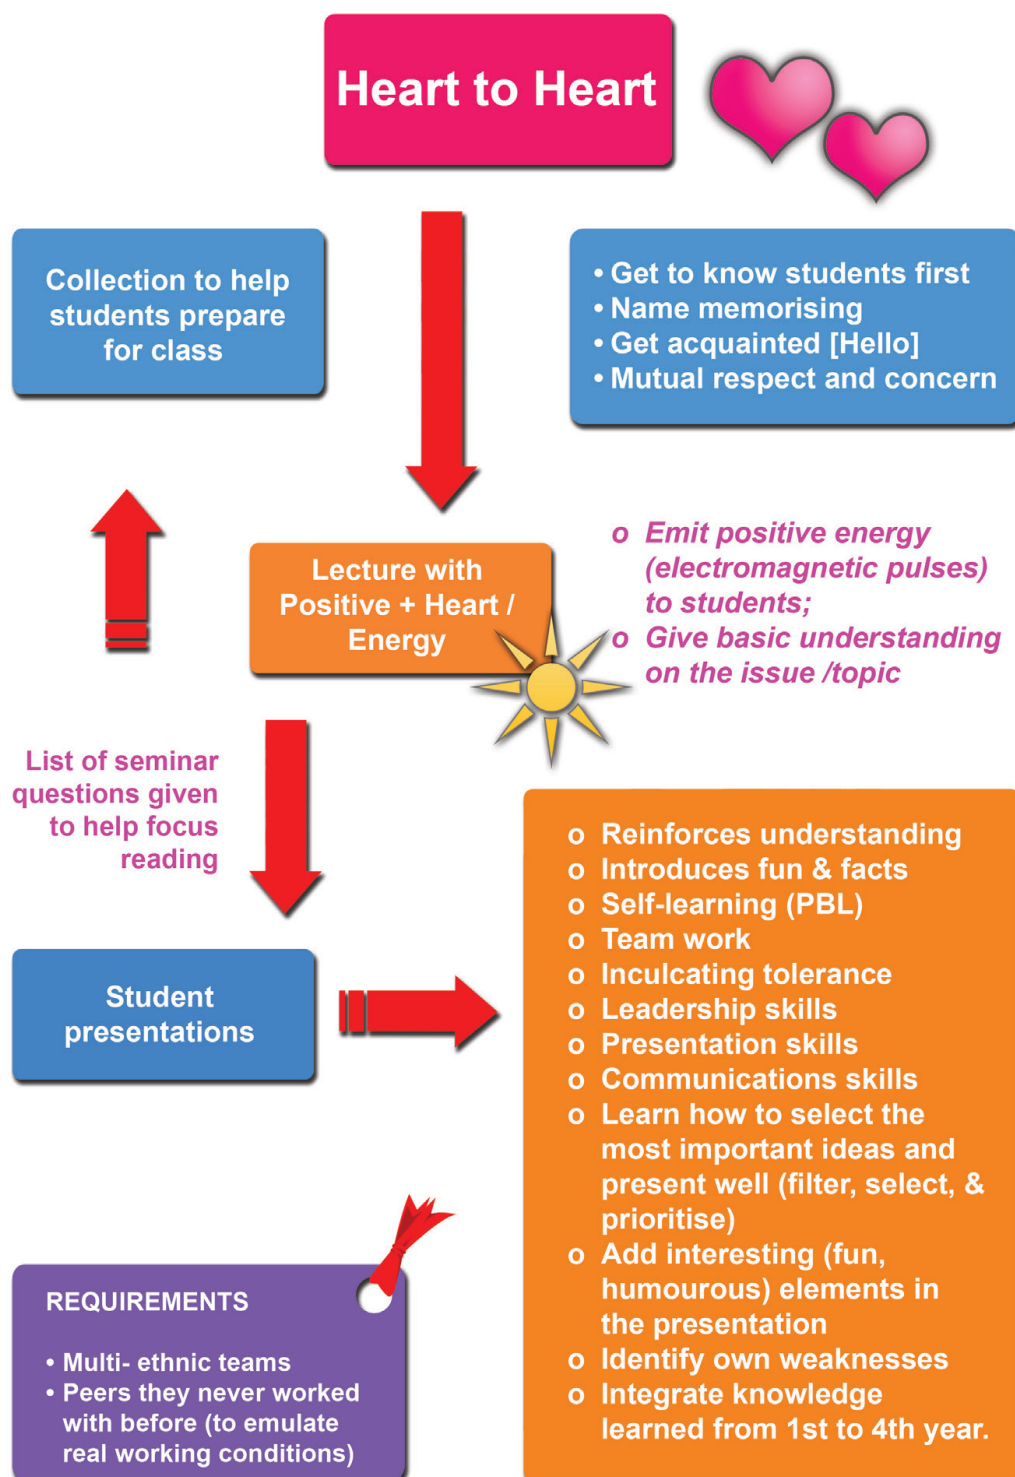 Heart to Heart
Collection to help
students prepare
for class
• Get to know students first
• Name memorising
• Get acquainted [Hello]
• Mutual respect and concern
Lecture with
Positive + Heart /
Energy
o Emit positive energy
(electromagnetic pulses)
to students;
o Give basic understanding
on the issue /topic
List of seminar
questions given
to help focus
reading
Student
presentations
o Reinforces understanding
o Introduces fun & facts
o Self-learning (PBL)
o Team work
o Inculcating tolerance
o Leadership skills
o Presentation skills
o Communications skills
o Learn how to select the
most important ideas and
present well (filter, select, &
prioritise)
o Add interesting (fun,
humourous) elements in
the presentation
o Identify own weaknesses
o Integrate knowledge
learned from 1st to 4th year.
REQUIREMENTS
• Multi- ethnic teams
• Peers they never worked
with before (to emulate
real working conditions)